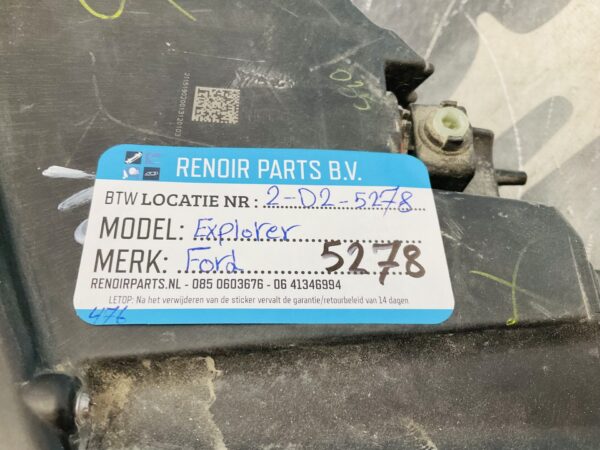 RENOIR PARTS B.V.
BTW LOCATIE NR : 2-D2-5278
MODEL: Explorer
MERK: Ford 5278
RENOIRPARTS.NL - 085 0603676 - 06 41346994
LETOP: Na het verwijderen van de sticker vervalt de garantie/retourbeleid van 14 dagen